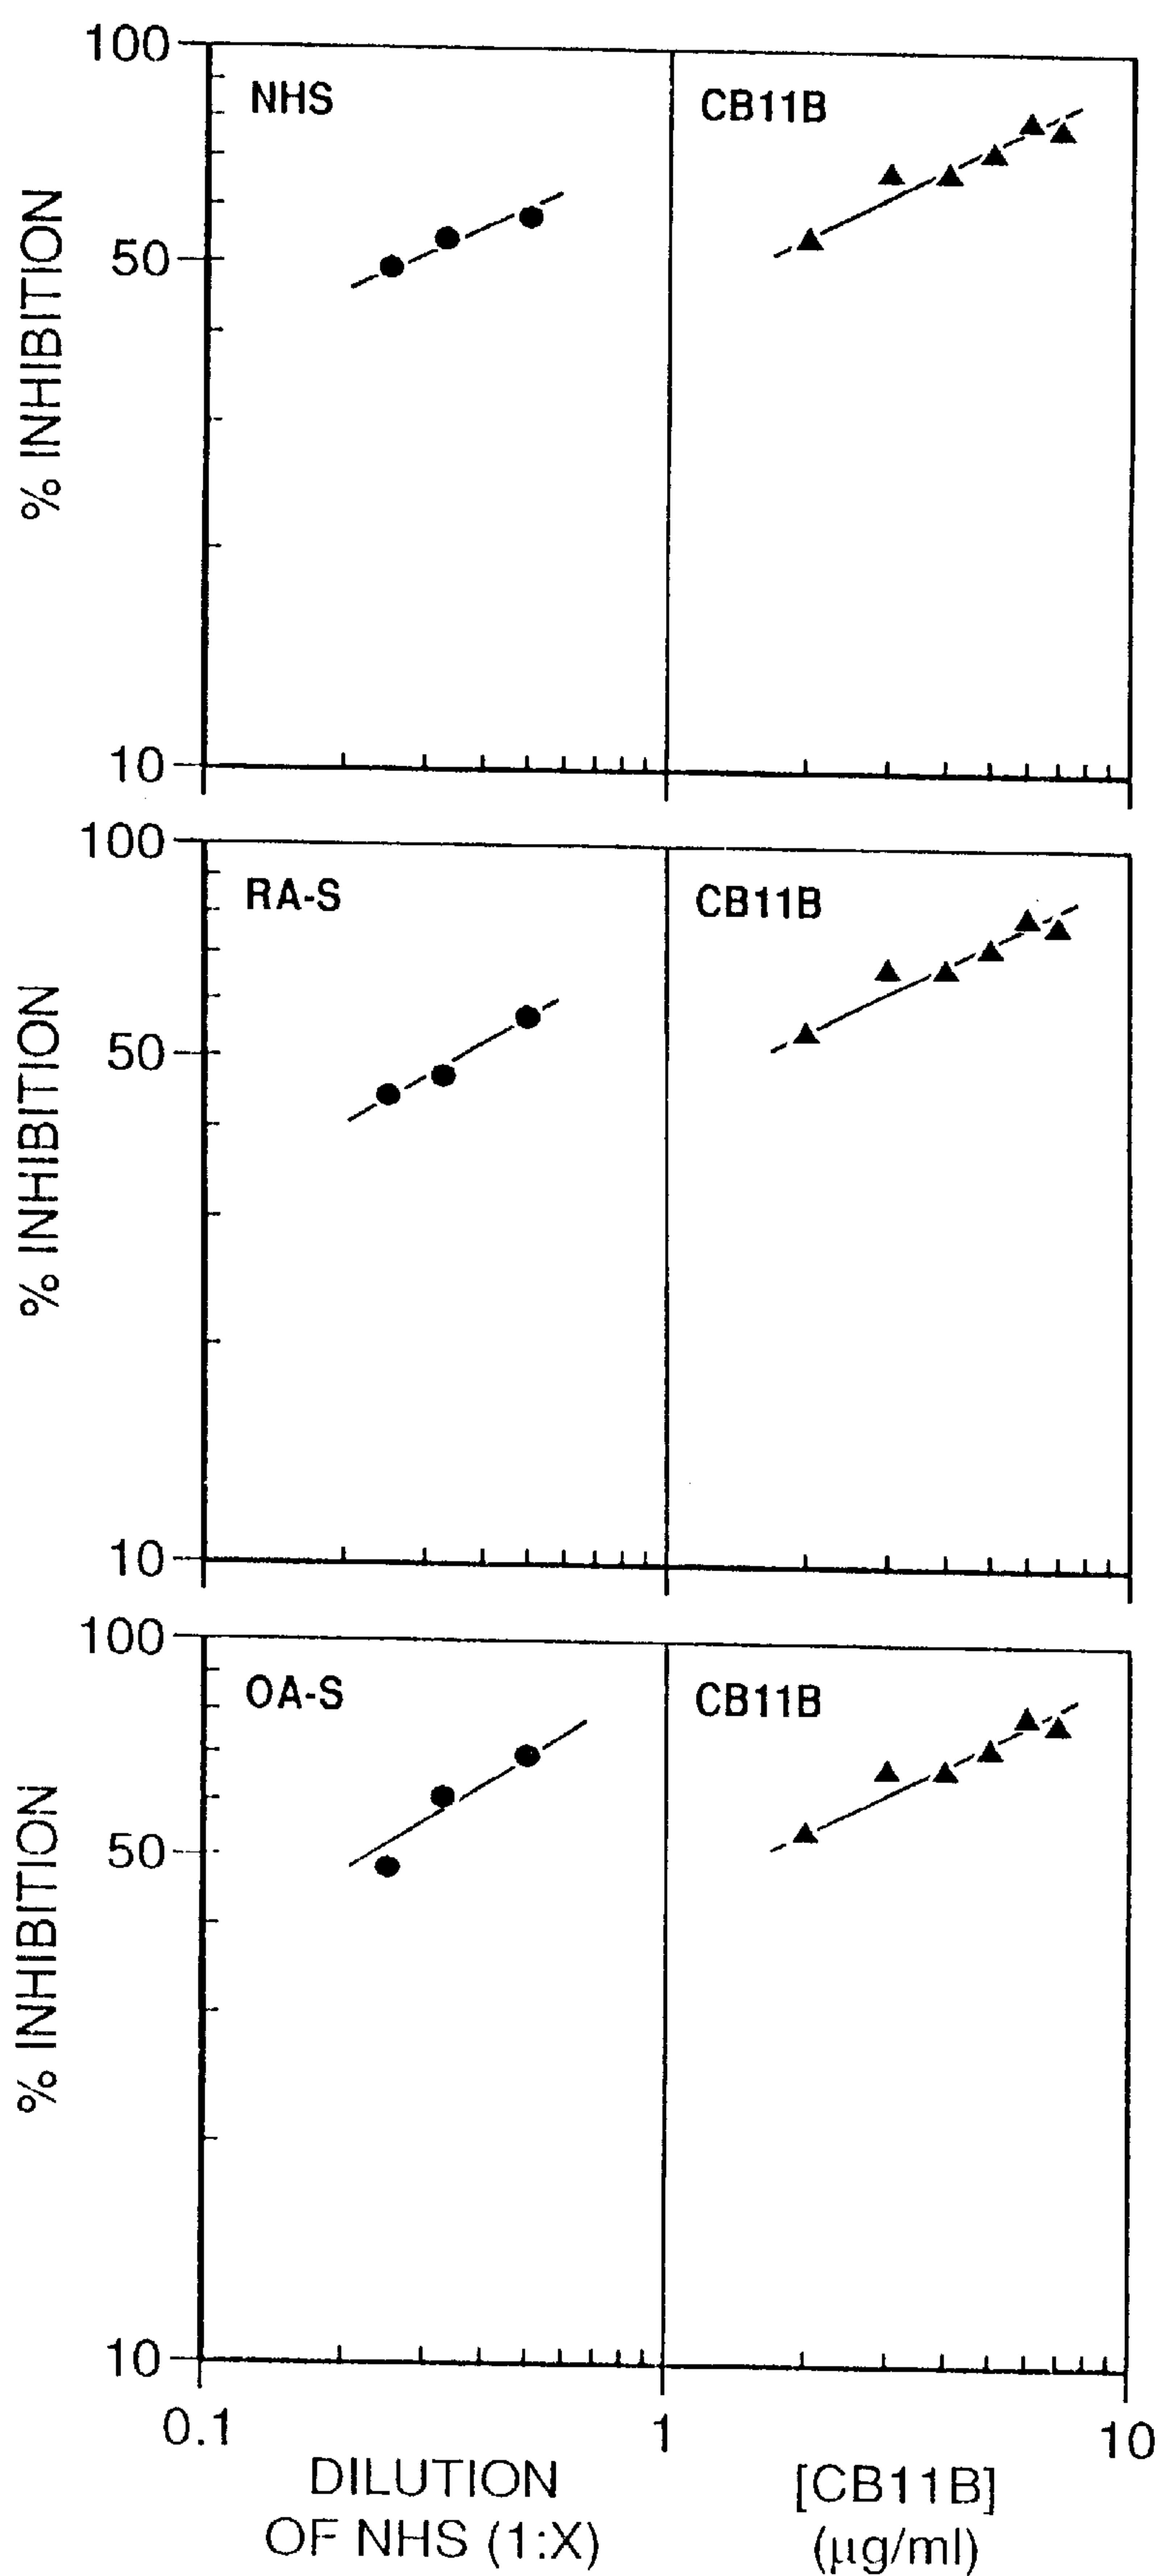 100
NHS
CB11B
50
10
% INHIBITION
100
RA-S
CB11B
50
10
% INHIBITION
100
OA-S
CB11B
50
10
% INHIBITION
0.1
1
10
DILUTION
OF NHS (1:X)
[CB11B]
(μg/ml)